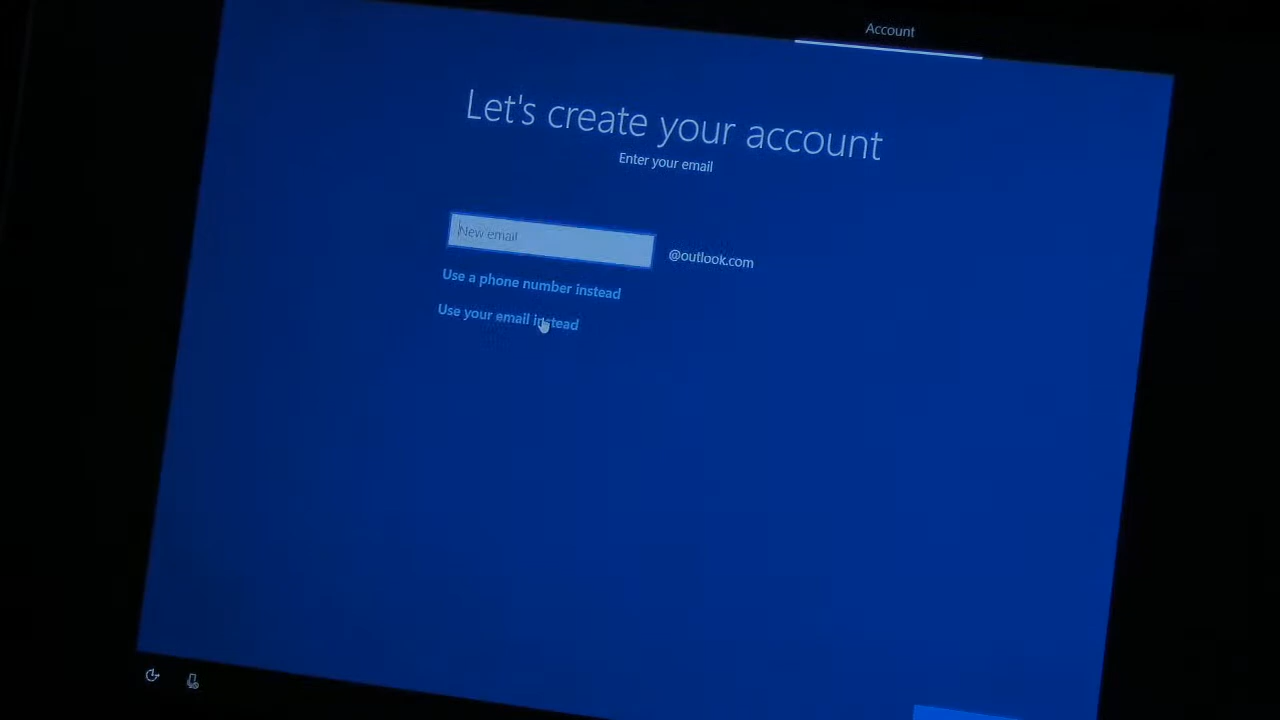 Account
Let's create your account
Enter your email
New email
@outlook.com
Use a phone number instead
Use your email instead